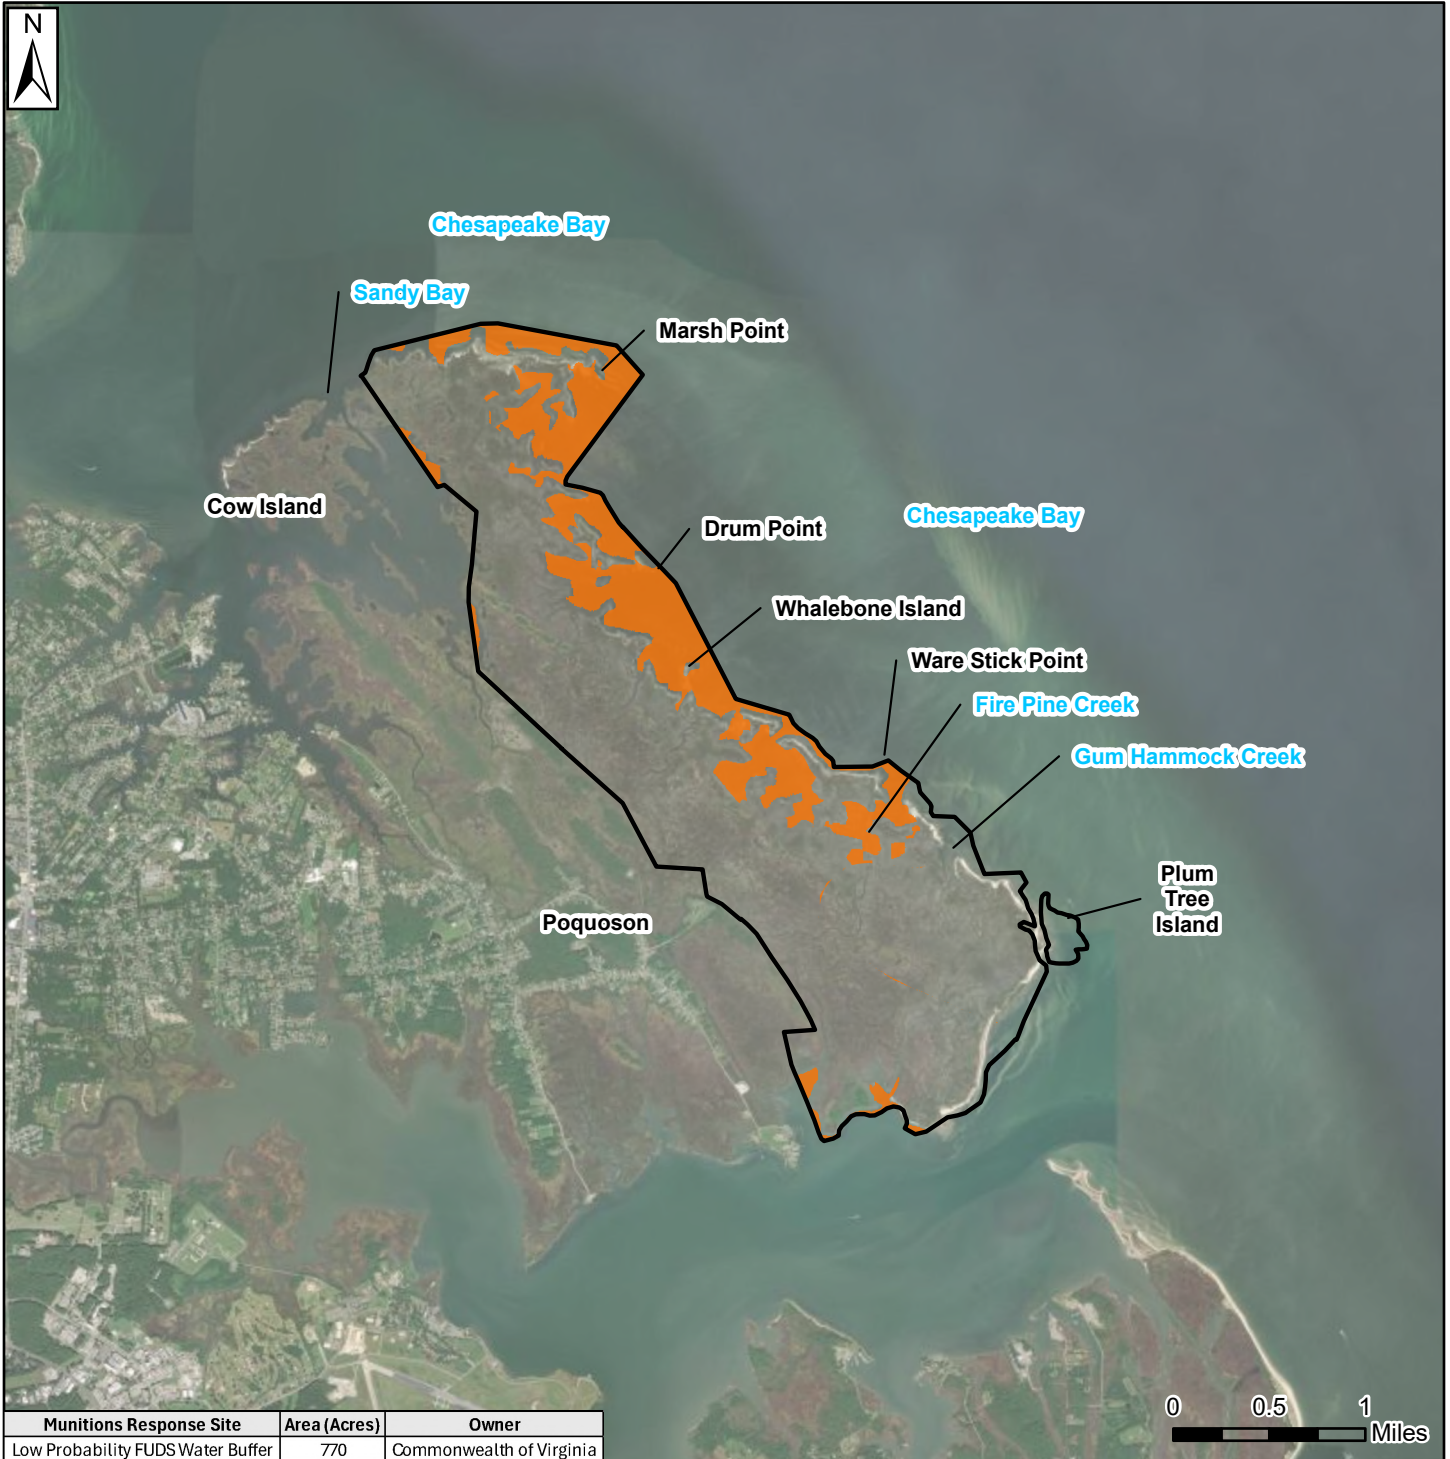 N
Chesapeake Bay
Sandy Bay
Marsh Point
Cow Island
Chesapeake Bay
Drum Point
Whalebone Island
Ware Stick Point
Fire Pine Creek
Gum Hammock Creek
Plum
Tree
Island
Poquoson
0 0.5 1
Miles
Munitions Response Site Area (Acres) Owner
Low Probability FUDS Water Buffer 770 Commonwealth of Virginia